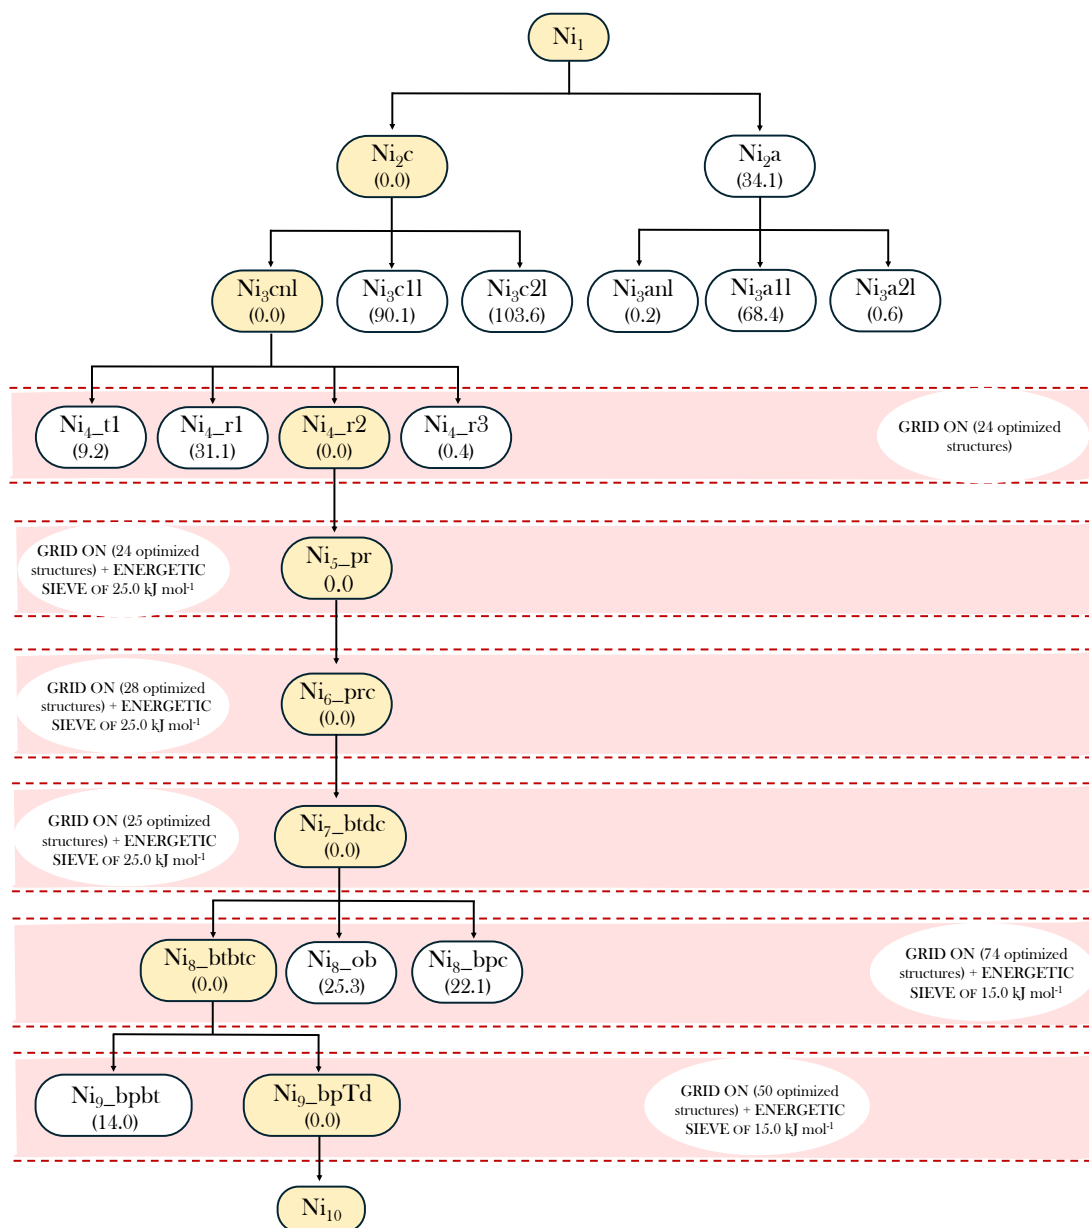 Ni₁
Ni₂c
(0.0)
Ni₂a
(34.1)
Ni₃cnl
(0.0)
Ni₃c1l
(90.1)
Ni₃c2l
(103.6)
Ni₃anl
(0.2)
Ni₃a1l
(68.4)
Ni₃a2l
(0.6)
Ni₄_t1
(9.2)
Ni₄_r1
(31.1)
Ni₄_r2
(0.0)
Ni₄_r3
(0.4)
GRID ON (24 optimized
structures)
GRID ON (24 optimized
structures) + ENERGETIC
SIEVE OF 25.0 kJ mol⁻¹
Ni₅_pr
0.0
GRID ON (28 optimized
structures) + ENERGETIC
SIEVE OF 25.0 kJ mol⁻¹
Ni₆_prc
(0.0)
GRID ON (25 optimized
structures) + ENERGETIC
SIEVE OF 25.0 kJ mol⁻¹
Ni₇_btdc
(0.0)
Ni₈_btbtc
(0.0)
Ni₈_ob
(25.3)
Ni₈_bpc
(22.1)
GRID ON (74 optimized
structures) + ENERGETIC
SIEVE OF 15.0 kJ mol⁻¹
Ni₉_bpbt
(14.0)
Ni₉_bpTd
(0.0)
GRID ON (50 optimized
structures) + ENERGETIC
SIEVE OF 15.0 kJ mol⁻¹
Ni₁₀